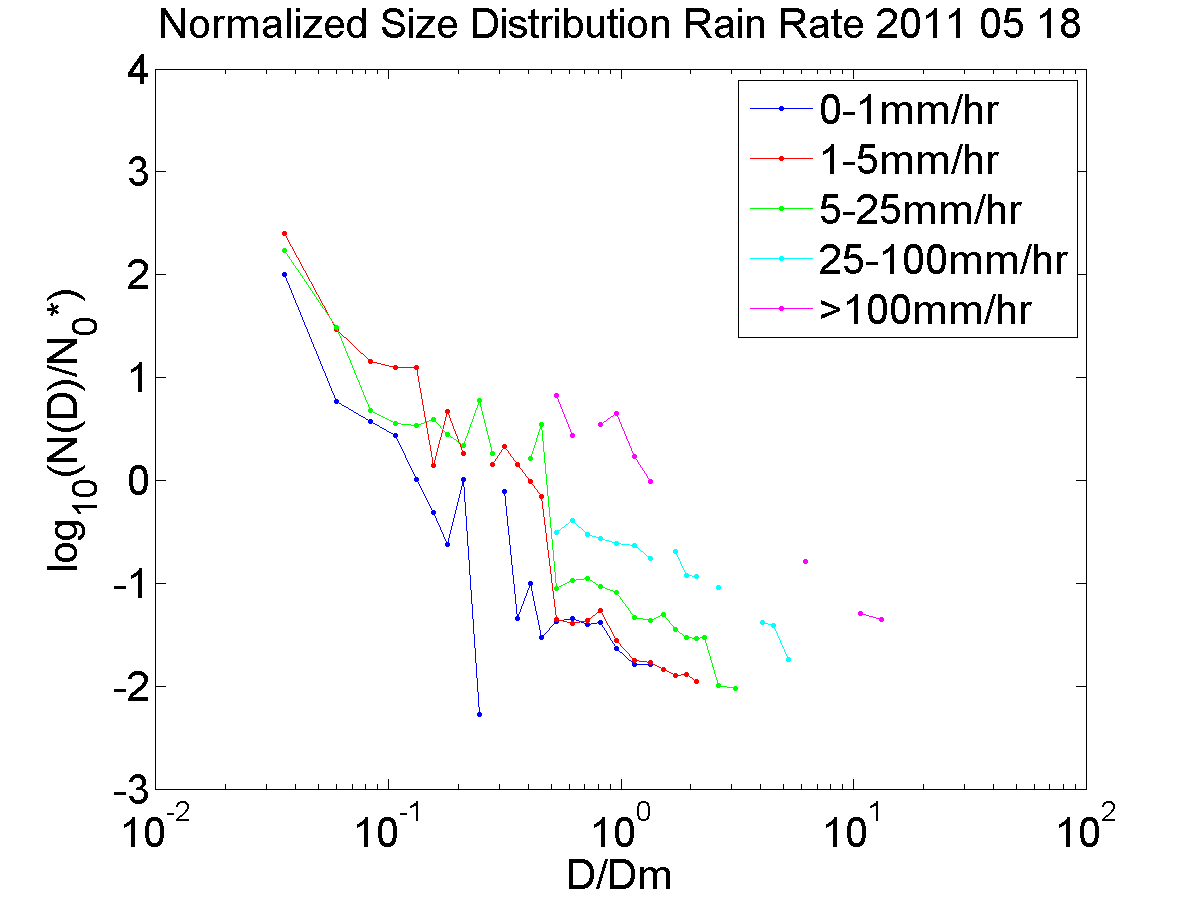 Normalized Size Distribution Rain Rate 2011 05 18
4
3
2
1
0
-1
-2
-3
log₁₀(N(D)/N₀*)
0-1mm/hr
1-5mm/hr
5-25mm/hr
25-100mm/hr
>100mm/hr
10⁻² 10⁻¹ 10⁰ 10¹ 10²
D/Dm